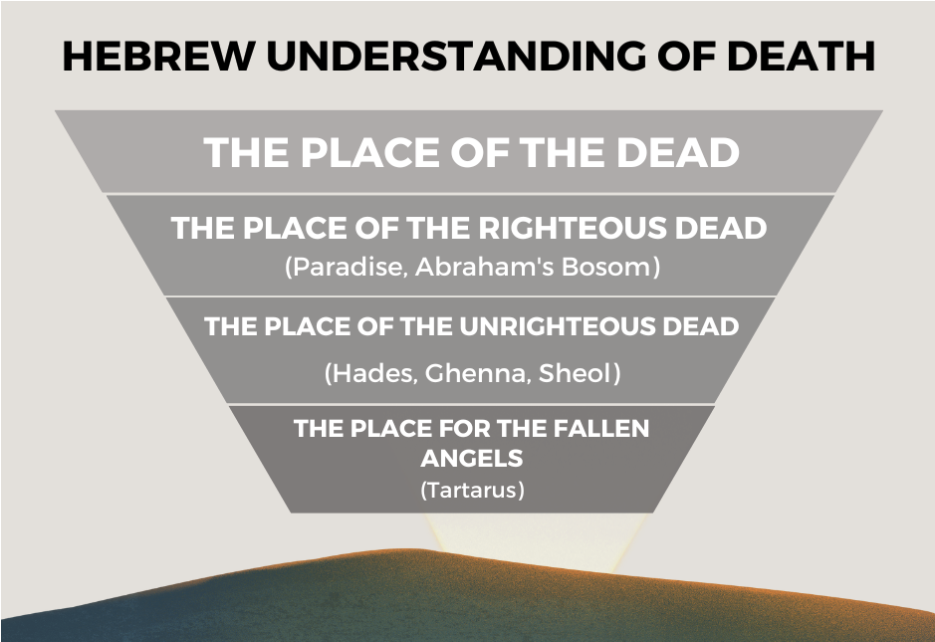 HEBREW UNDERSTANDING OF DEATH
THE PLACE OF THE DEAD
THE PLACE OF THE RIGHTEOUS DEAD
(Paradise, Abraham's Bosom)
THE PLACE OF THE UNRIGHTEOUS DEAD
(Hades, Ghenna, Sheol)
THE PLACE FOR THE FALLEN
ANGELS
(Tartarus)